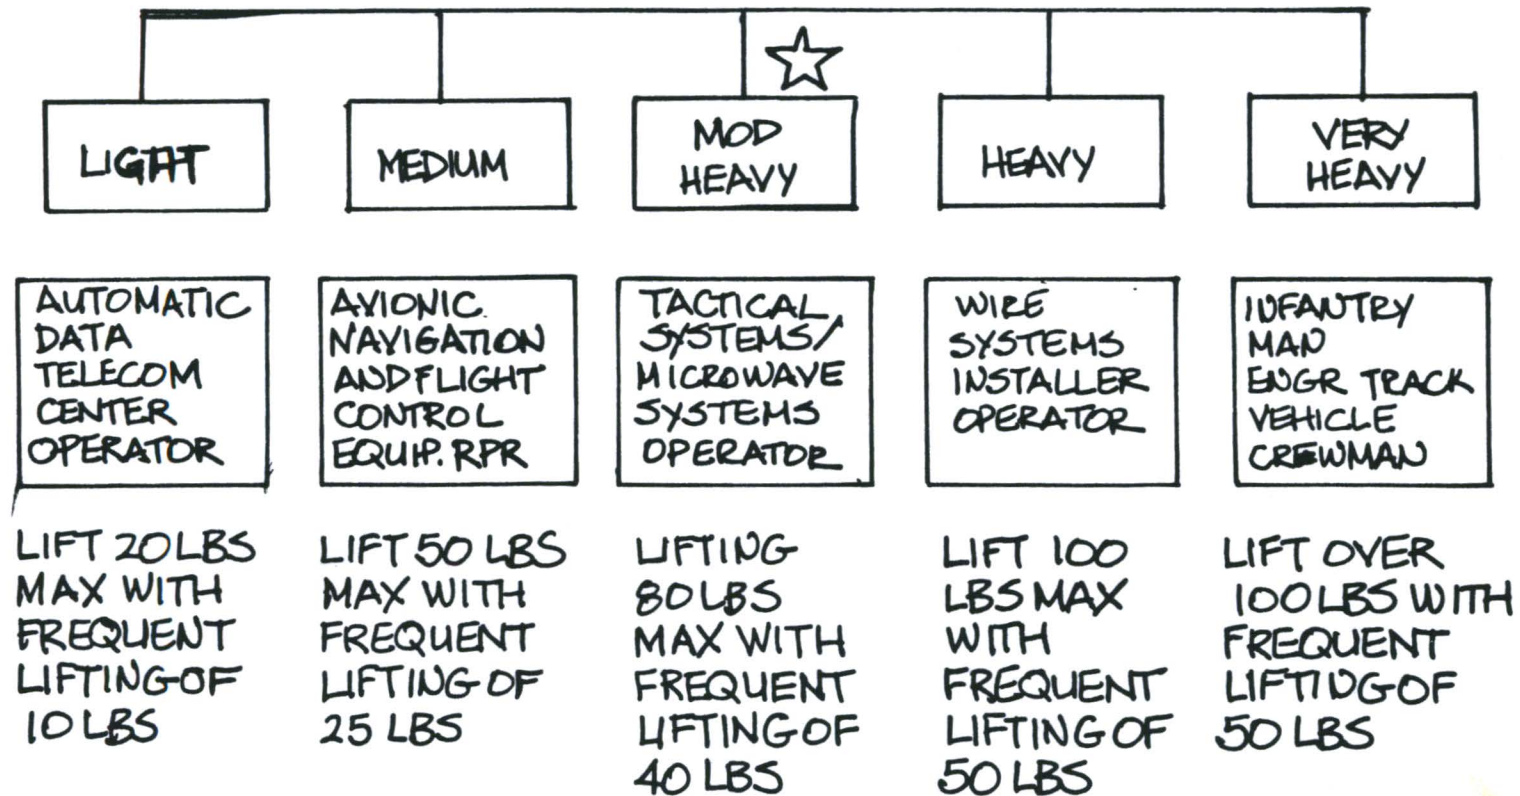 LIGHT
MEDIUM
MOD
HEAVY
HEAVY
VERY
HEAVY
AUTOMATIC
DATA
TELECOM
CENTER
OPERATOR
AVIONIC
NAVIGATION
AND FLIGHT
CONTROL
EQUIP. RPR
TACTICAL
SYSTEMS/
MICROWAVE
SYSTEMS
OPERATOR
WIRE
SYSTEMS
INSTALLER
OPERATOR
INFANTRY
MAN
ENGR TRACK
VEHICLE
CREWMAN
LIFT 20 LBS
MAX WITH
FREQUENT
LIFTING OF
10 LBS
LIFT 50 LBS
MAX WITH
FREQUENT
LIFTING OF
25 LBS
LIFTING
80 LBS
MAX WITH
FREQUENT
LIFTING OF
40 LBS
LIFT 100
LBS MAX
WITH
FREQUENT
LIFTING OF
50 LBS
LIFT OVER
100 LBS WITH
FREQUENT
LIFTING OF
50 LBS